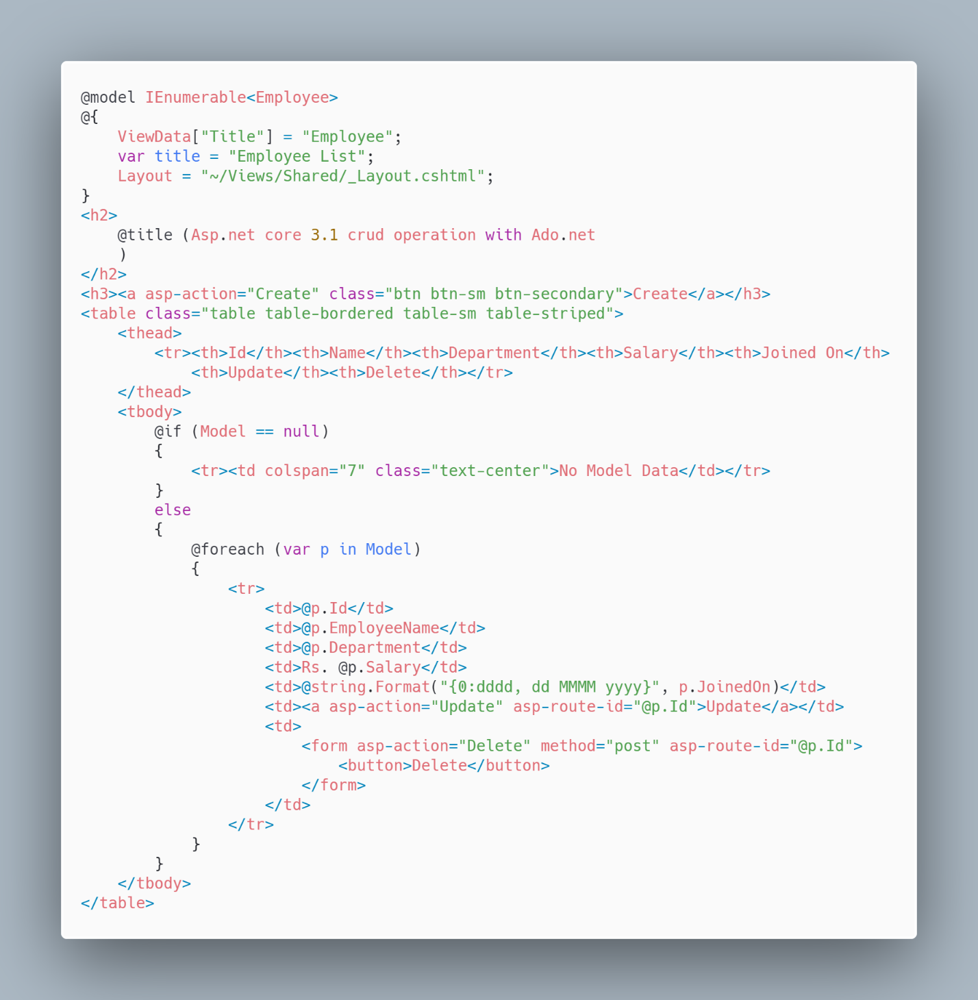 @model IEnumerable<Employee>
@{
    ViewData["Title"] = "Employee";
    var title = "Employee List";
    Layout = "~/Views/Shared/_Layout.cshtml";
}
<h2>
    @title (Asp.net core 3.1 crud operation with Ado.net
    )
</h2>
<h3><a asp-action="Create" class="btn btn-sm btn-secondary">Create</a></h3>
<table class="table table-bordered table-sm table-striped">
    <thead>
        <tr><th>Id</th><th>Name</th><th>Department</th><th>Salary</th><th>Joined On</th>
            <th>Update</th><th>Delete</th></tr>
    </thead>
    <tbody>
        @if (Model == null)
        {
            <tr><td colspan="7" class="text-center">No Model Data</td></tr>
        }
        else
        {
            @foreach (var p in Model)
            {
                <tr>
                    <td>@p.Id</td>
                    <td>@p.EmployeeName</td>
                    <td>@p.Department</td>
                    <td>Rs. @p.Salary</td>
                    <td>@string.Format("{0:dddd, dd MMMM yyyy}", p.JoinedOn)</td>
                    <td><a asp-action="Update" asp-route-id="@p.Id">Update</a></td>
                    <td>
                        <form asp-action="Delete" method="post" asp-route-id="@p.Id">
                            <button>Delete</button>
                        </form>
                    </td>
                </tr>
            }
        }
    </tbody>
</table>